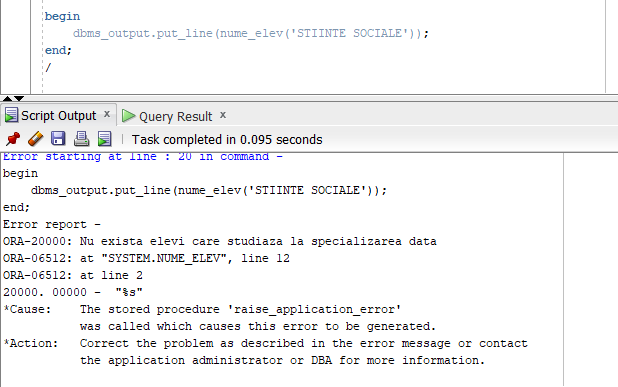 begin
    dbms_output.put_line(nume_elev('STIINTE SOCIALE'));
end;
/
Script Output x Query Result x
Task completed in 0.095 seconds
Error starting at line : 20 in command -
begin
    dbms_output.put_line(nume_elev('STIINTE SOCIALE'));
end;
Error report -
ORA-20000: Nu exista elevi care studiaza la specializarea data
ORA-06512: at "SYSTEM.NUME_ELEV", line 12
ORA-06512: at line 2
20000. 00000 -  "%s"
*Cause:    The stored procedure 'raise_application_error'
           was called which causes this error to be generated.
*Action:   Correct the problem as described in the error message or contact
           the application administrator or DBA for more information.